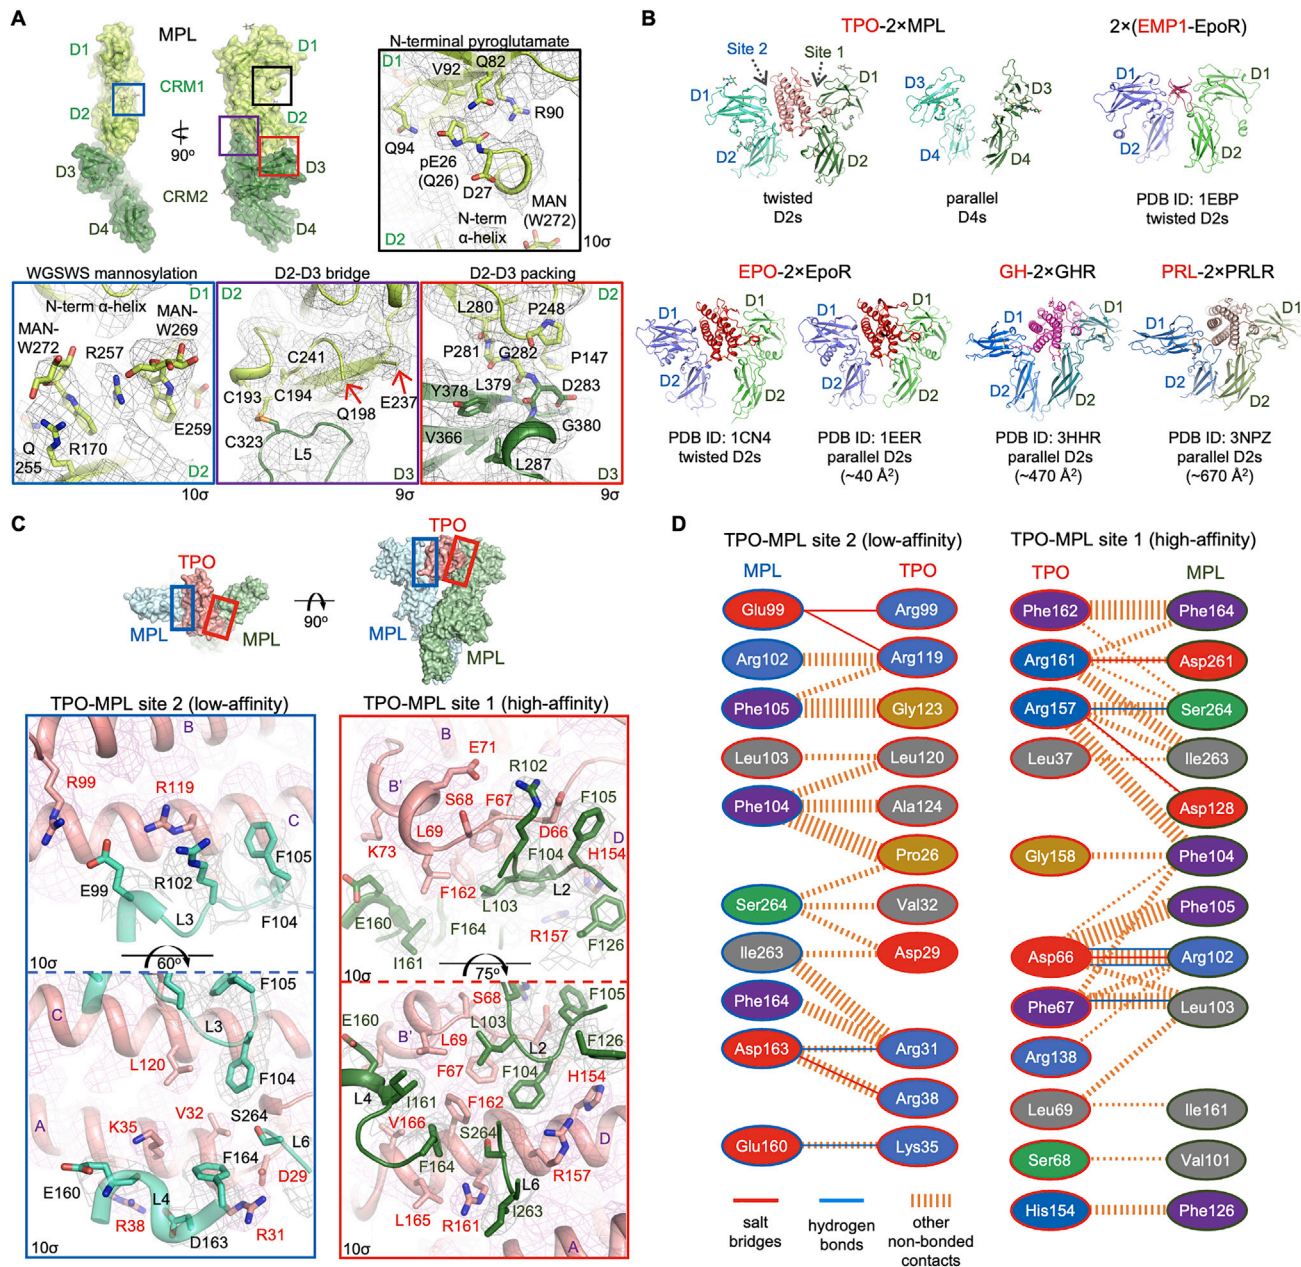 A
MPL
D1
D1
CRM1
D2
D2
90º
D3
D3
CRM2
D4
D4
N-terminal pyroglutamate
D1
V92
Q82
R90
Q94
pE26
(Q26)
D27
MAN
(W272)
N-term
α-helix
D2
10σ
WGSWS mannosylation
N-term α-helix
D1
MAN-
W272
MAN-
W269
R257
E259
R170
Q
255
D2
10σ
D2-D3 bridge
D2
C241
C193
C194
Q198
E237
C323
L5
D3
9σ
D2-D3 packing
D2
L280
P248
P281
G282
P147
Y378
L379
D283
G380
V366
L287
D3
9σ
B
TPO-2×MPL
Site 2
Site 1
D1
D1
D2
D2
twisted
D2s
D3
D3
D4
D4
parallel
D4s
2×(EMP1-EpoR)
D1
D1
D2
D2
PDB ID: 1EBP
twisted D2s
EPO-2×EpoR
D1
D1
D2
D2
PDB ID: 1CN4
twisted D2s
D1
D1
D2
D2
PDB ID: 1EER
parallel D2s
(~40 Å²)
GH-2×GHR
D1
D1
D2
D2
PDB ID: 3HHR
parallel D2s
(~470 Å²)
PRL-2×PRLR
D1
D1
D2
D2
PDB ID: 3NPZ
parallel D2s
(~670 Å²)
C
TPO
MPL
MPL
90º
TPO
MPL
MPL
TPO-MPL site 2 (low-affinity)
B
R99
R119
C
F105
E99
R102
L3
F104
10σ
60º
C
L3
F105
L120
F104
A
K35
V32
S264
L6
F164
D29
E160
L4
R38
D163
R31
10σ
TPO-MPL site 1 (high-affinity)
B
E71
R102
B'
S68
F67
F105
L69
D66
D
K73
F104
H154
F162
L103
L2
E160
F164
R157
F126
I161
10σ
75º
S68
F105
E160
B'
L103
L69
L2
F126
F67
F104
H154
L4
I161
F162
V166
S264
D
F164
R157
L6
L165
R161
I263
A
10σ
D
TPO-MPL site 2 (low-affinity)
MPL
TPO
Glu99
Arg99
Arg102
Arg119
Phe105
Gly123
Leu103
Leu120
Phe104
Ala124
Pro26
Ser264
Val32
Ile263
Asp29
Phe164
Asp163
Arg31
Arg38
Glu160
Lys35
TPO-MPL site 1 (high-affinity)
TPO
MPL
Phe162
Phe164
Arg161
Asp261
Arg157
Ser264
Leu37
Ile263
Asp128
Gly158
Phe104
Phe105
Asp66
Arg102
Phe67
Leu103
Arg138
Leu69
Ile161
Ser68
Val101
His154
Phe126
salt
bridges
hydrogen
bonds
other
non-bonded
contacts